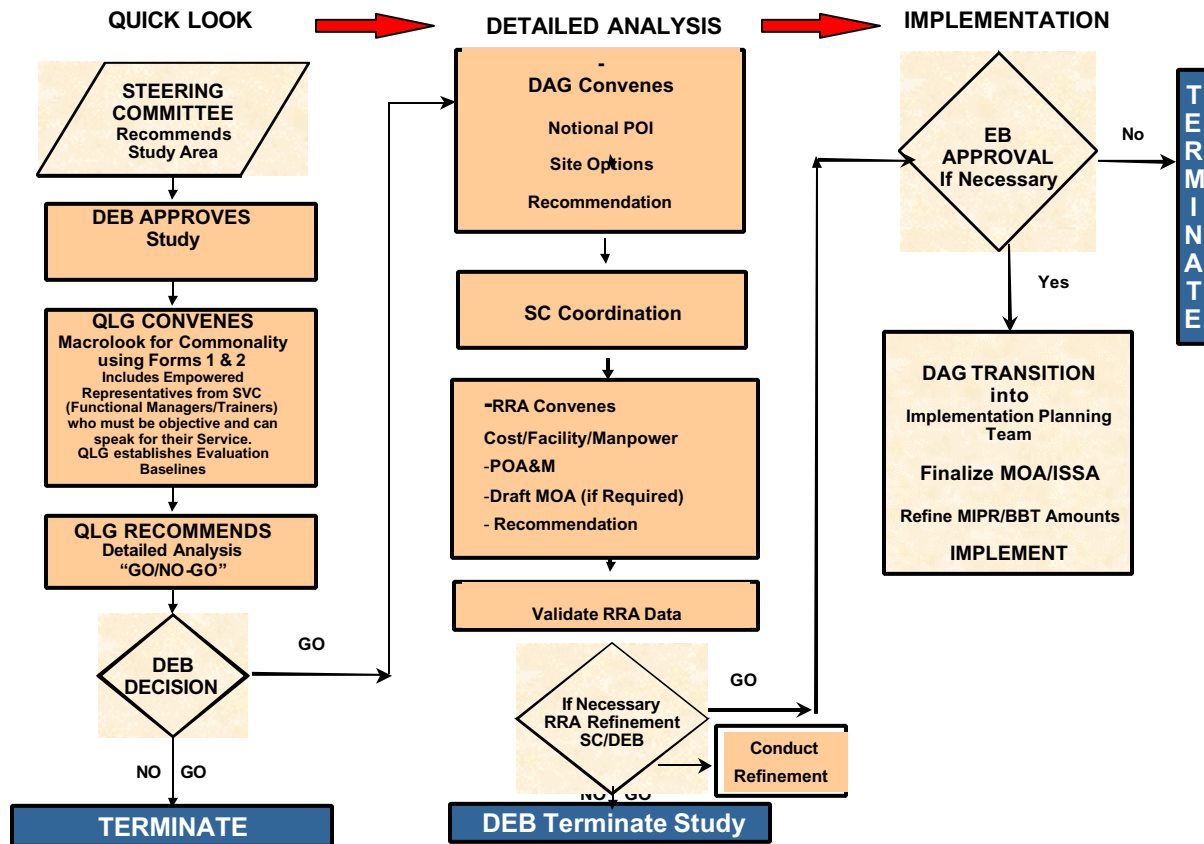 QUICK LOOK
STEERING
COMMITTEE
Recommends
Study Area
DEB APPROVES
Study
QLG CONVENES
Macrolook for Commonality
using Forms 1 & 2
Includes Empowered
Representatives from SVC
(Functional Managers/Trainers)
who must be objective and can
speak for their Service.
QLG establishes Evaluation
Baselines
QLG RECOMMENDS
Detailed Analysis
“GO/NO-GO”
DEB
DECISION
GO
NO GO
TERMINATE
DETAILED ANALYSIS
-
DAG Convenes
Notional POI
Site Options
Recommendation
SC Coordination
-RRA Convenes
Cost/Facility/Manpower
-POA&M
-Draft MOA (if Required)
- Recommendation
Validate RRA Data
If Necessary
RRA Refinement
SC/DEB
GO
Conduct
Refinement
NO GO
DEB Terminate Study
IMPLEMENTATION
EB
APPROVAL
If Necessary
No
TERMINATE
Yes
DAG TRANSITION
into
Implementation Planning
Team
Finalize MOA/ISSA
Refine MIPR/BBT Amounts
IMPLEMENT